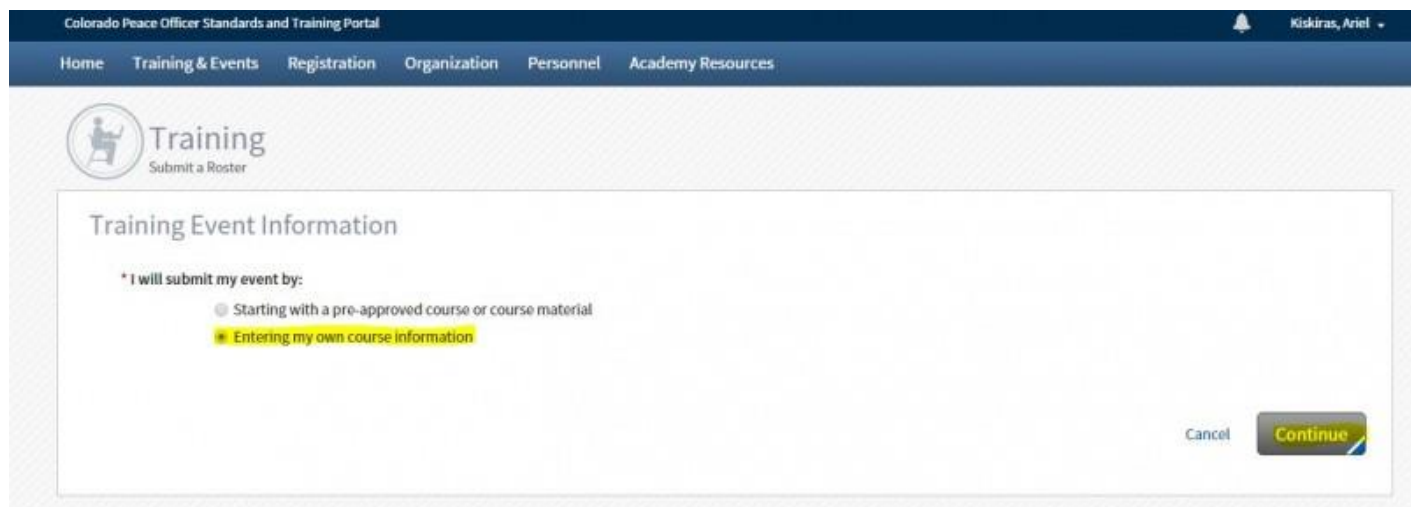 Colorado Peace Officer Standards and Training Portal
Kiskiras, Ariel
Home Training & Events Registration Organization Personnel Academy Resources
Training
Submit a Roster
Training Event Information
* I will submit my event by:
Starting with a pre-approved course or course material
Entering my own course information
Cancel Continue